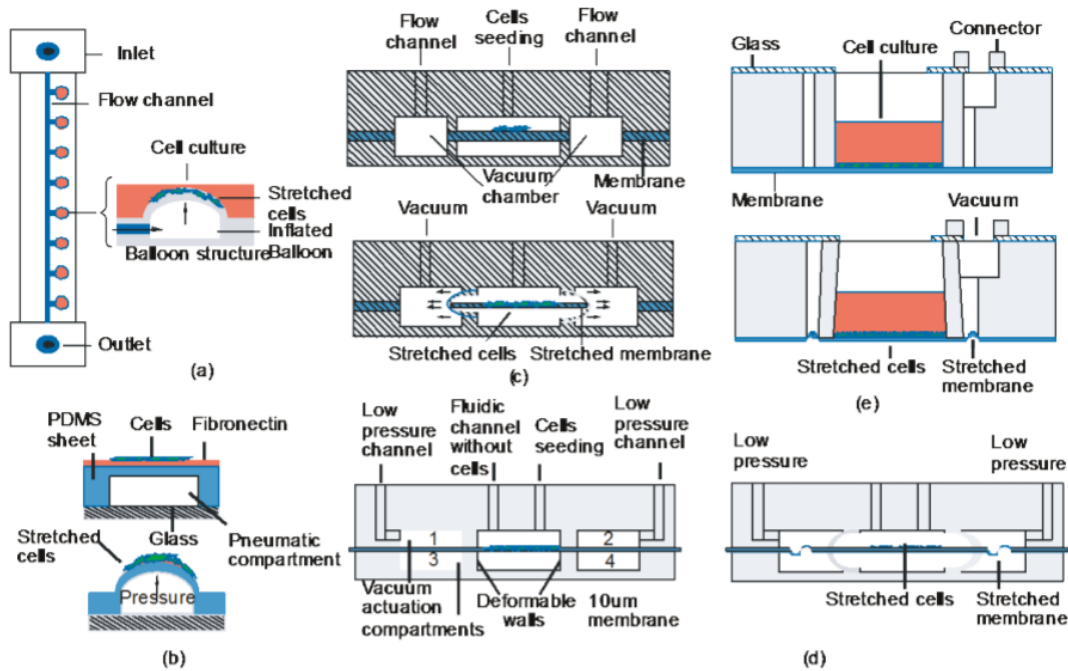 Inlet
Flow channel
Cell culture
Stretched
cells
Inflated
Balloon
Balloon structure
Outlet
(a)
PDMS
sheet
Cells
Fibronectin
Glass
Pneumatic
compartment
Stretched
cells
Pressure
(b)
Flow
channel
Cells
seeding
Flow
channel
Vacuum
chamber
Membrane
Vacuum
Vacuum
Stretched cells
Stretched membrane
(c)
Low
pressure
channel
Fluidic
channel
without
cells
Cells
seeding
Low
pressure
channel
1
2
3
4
Vacuum
actuation
compartments
Deformable
walls
10um
membrane
Low
pressure
Low
pressure
Stretched cells
Stretched
membrane
(d)
Glass
Cell culture
Connector
Membrane
Vacuum
Stretched cells
Stretched
membrane
(e)